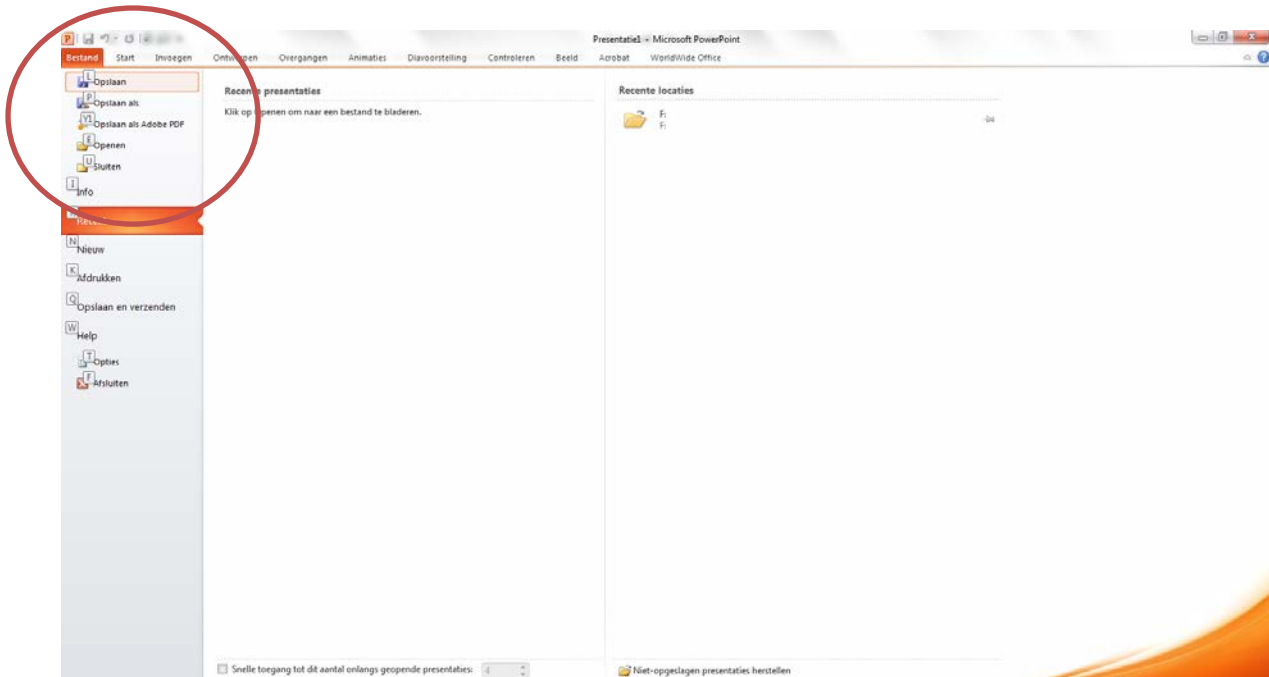 Presentatie1 - Microsoft PowerPoint
Bestand Start Invoegen Ontwerpen Overgangen Animaties Diavoorstelling Controleren Beeld Acrobat WorldWide Office
L Opslaan
P Opslaan als
Y1 Opslaan als Adobe PDF
E Openen
U Sluiten
I Info
Recent
N Nieuw
K Afdrukken
Q Opslaan en verzenden
W Help
T Opties
F Afsluiten
Recente presentaties
Klik op Openen om naar een bestand te bladeren.
Snelle toegang tot dit aantal onlangs geopende presentaties: 4
Recente locaties
F:
F:
Niet-opgeslagen presentaties herstellen